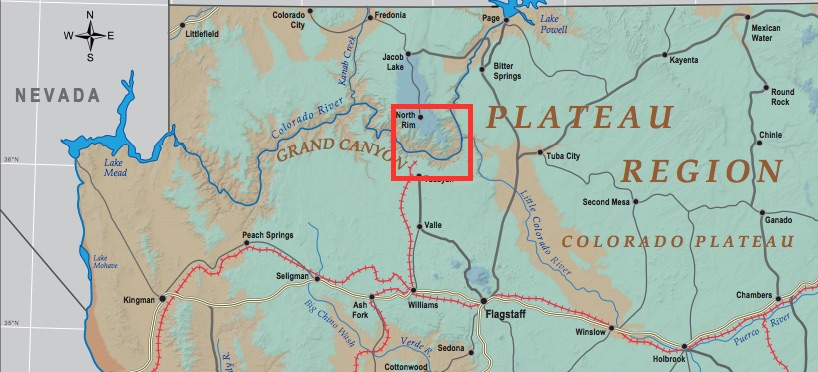 Colorado
City
Fredonia
Page
Lake
Powell
Littlefield
N
W
E
S
Mexican
Water
Kanab Creek
Jacob
Lake
Bitter
Springs
Kayenta
NEVADA
Round
Rock
Colorado River
North
Rim
PLATEAU
Chinle
GRAND CANYON
36°N
Lake
Mead
Tuba City
REGION
Second Mesa
Ganado
Little Colorado River
Valle
Peach Springs
COLORADO PLATEAU
Lake
Mohave
Seligman
Kingman
Ash
Fork
Williams
Flagstaff
Chambers
Big Chino Wash
35°N
Winslow
Puerco River
Verde R.
Sedona
Holbrook
Cottonwood